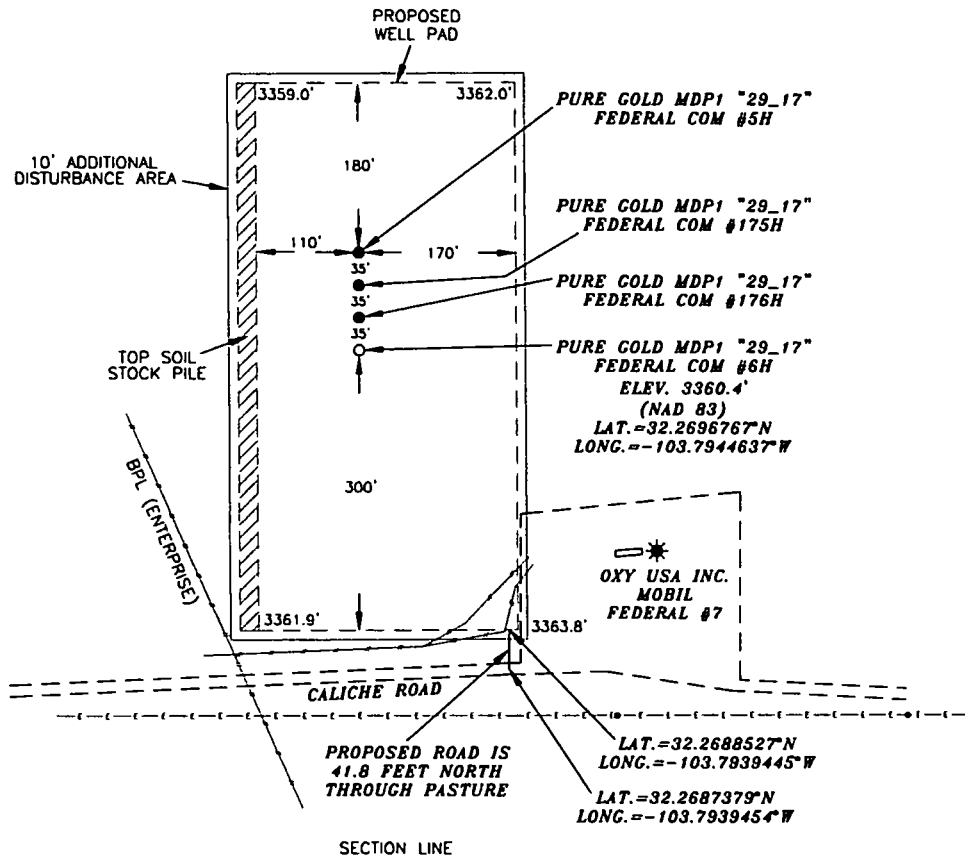 PROPOSED
WELL PAD
3359.0'
3362.0'
PURE GOLD MDP1 "29_17"
FEDERAL COM #5H
10' ADDITIONAL
DISTURBANCE AREA
180'
PURE GOLD MDP1 "29_17"
FEDERAL COM #175H
110'
170'
35'
35'
35'
PURE GOLD MDP1 "29_17"
FEDERAL COM #176H
TOP SOIL
STOCK PILE
PURE GOLD MDP1 "29_17"
FEDERAL COM #6H
ELEV. 3360.4'
(NAD 83)
LAT.=32.2696767°N
LONG.=-103.7944637°W
BPL (ENTERPRISE)
300'
OXY USA INC.
MOBIL
FEDERAL #7
3361.9'
3363.8'
CALICHE ROAD
PROPOSED ROAD IS
41.8 FEET NORTH
THROUGH PASTURE
LAT.=32.2688527°N
LONG.=-103.7939445°W
LAT.=32.2687379°N
LONG.=-103.7939454°W
SECTION LINE